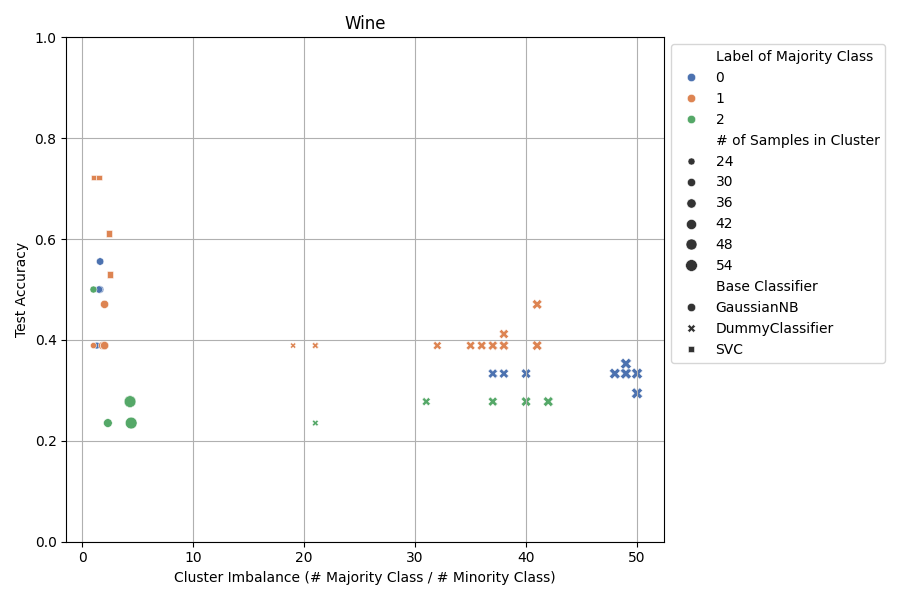 Wine
1.0
0.8
0.6
0.4
0.2
0.0
Test Accuracy
0 10 20 30 40 50
Cluster Imbalance (# Majority Class / # Minority Class)
Label of Majority Class
0
1
2
# of Samples in Cluster
24
30
36
42
48
54
Base Classifier
GaussianNB
DummyClassifier
SVC